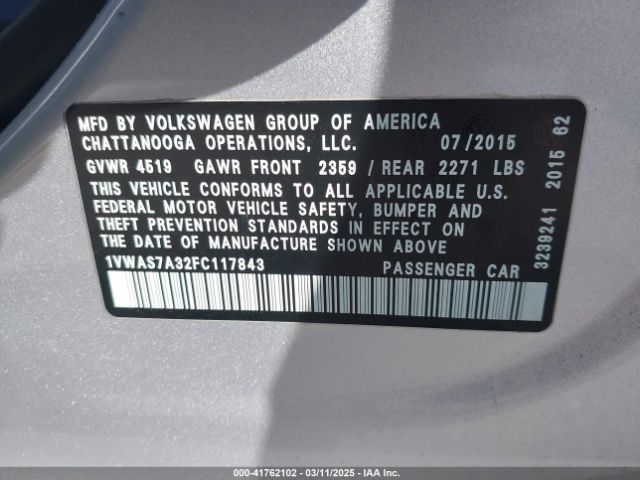 MFD BY VOLKSWAGEN GROUP OF AMERICA
CHATTANOOGA OPERATIONS, LLC. 07/2015
GVWR 4519 GAWR FRONT 2359 / REAR 2271 LBS
THIS VEHICLE CONFORMS TO ALL APPLICABLE U.S.
FEDERAL MOTOR VEHICLE SAFETY, BUMPER AND
THEFT PREVENTION STANDARDS IN EFFECT ON
THE DATE OF MANUFACTURE SHOWN ABOVE
1VWAS7A32FC117843 PASSENGER CAR
3239241 2015 62
000-41762102 - 03/11/2025 - IAA Inc.